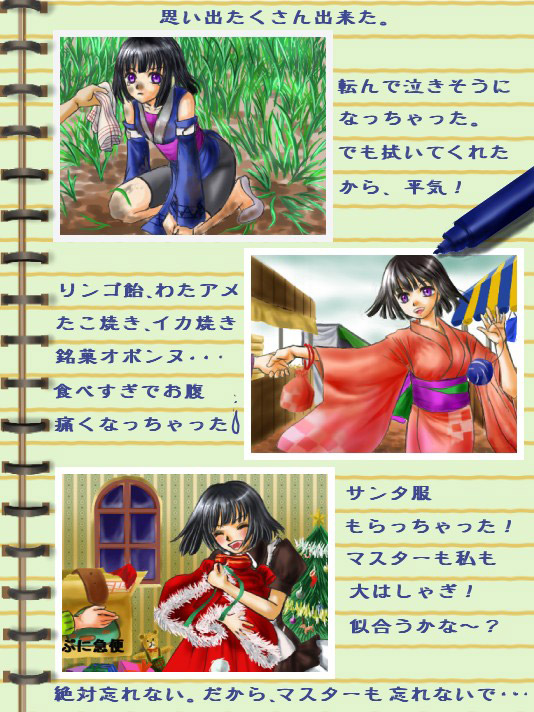 思い出たくさん出来た。
転んで泣きそうに
なっちゃった。
でも拭いてくれた
から、平気！
リンゴ飴、わたアメ
たこ焼き、イカ焼き
銘菓オポンヌ・・・
食べすぎでお腹
痛くなっちゃった
サンタ服
もらっちゃった！
マスターも私も
大はしゃぎ！
似合うかな～？
ぷに急便
絶対忘れない。だから、マスターも 忘れないで・・・